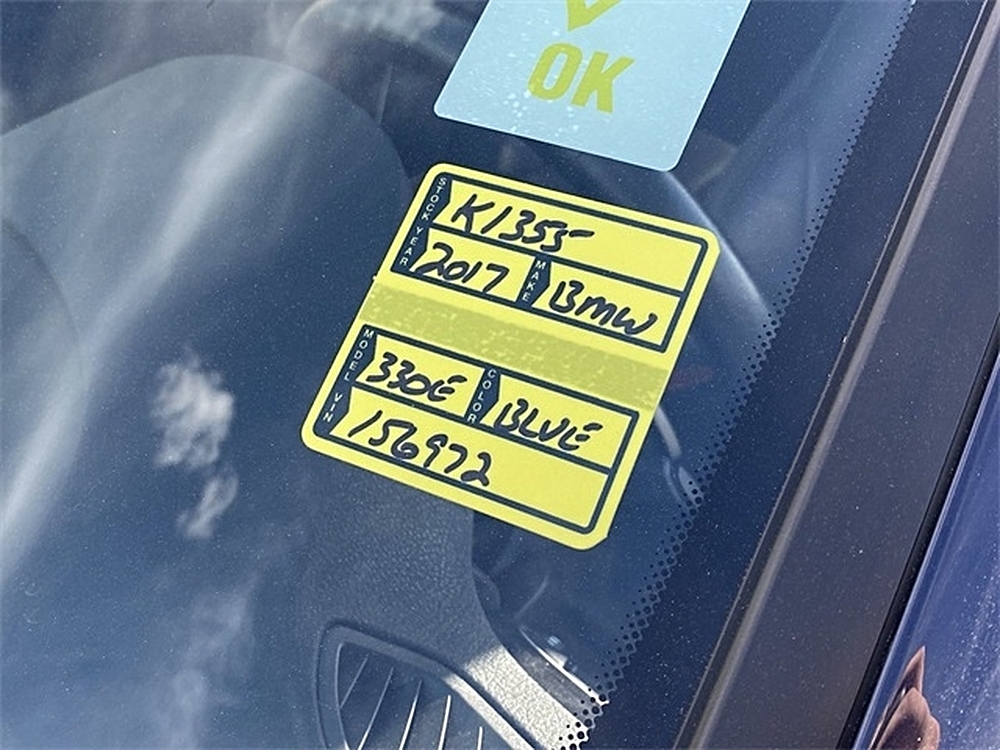 OK
STOCK K1355
YEAR 2017 MAKE BMW
MODEL 330E COLOR BLUE
VIN 156972